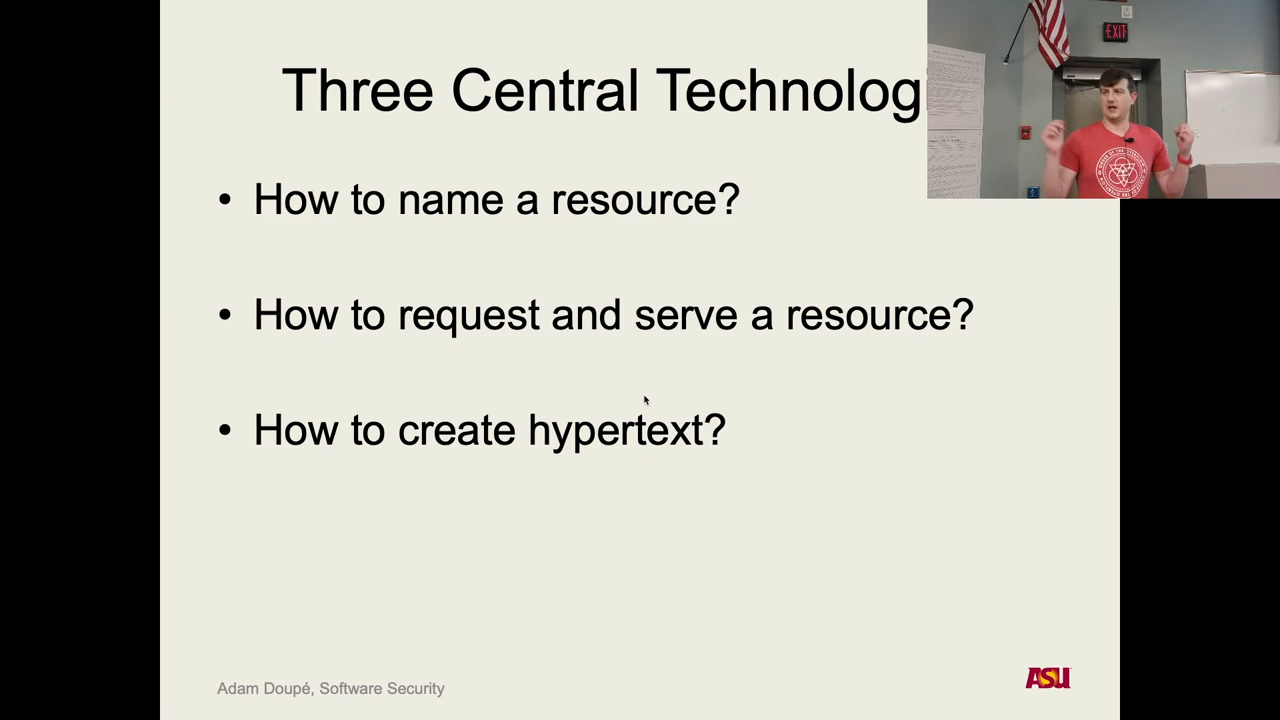 Three Central Technolog
EXIT
• How to name a resource?
• How to request and serve a resource?
• How to create hypertext?
Adam Doupé, Software Security
ASU